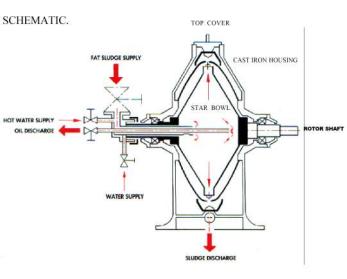 SCHEMATIC.
TOP COVER
FAT SLUDGE SUPPLY
CAST IRON HOUSING
STAR BOWL
HOT WATER SUPPLY
OIL DISCHARGE
ROTOR SHAFT
WATER SUPPLY
SLUDGE DISCHARGE